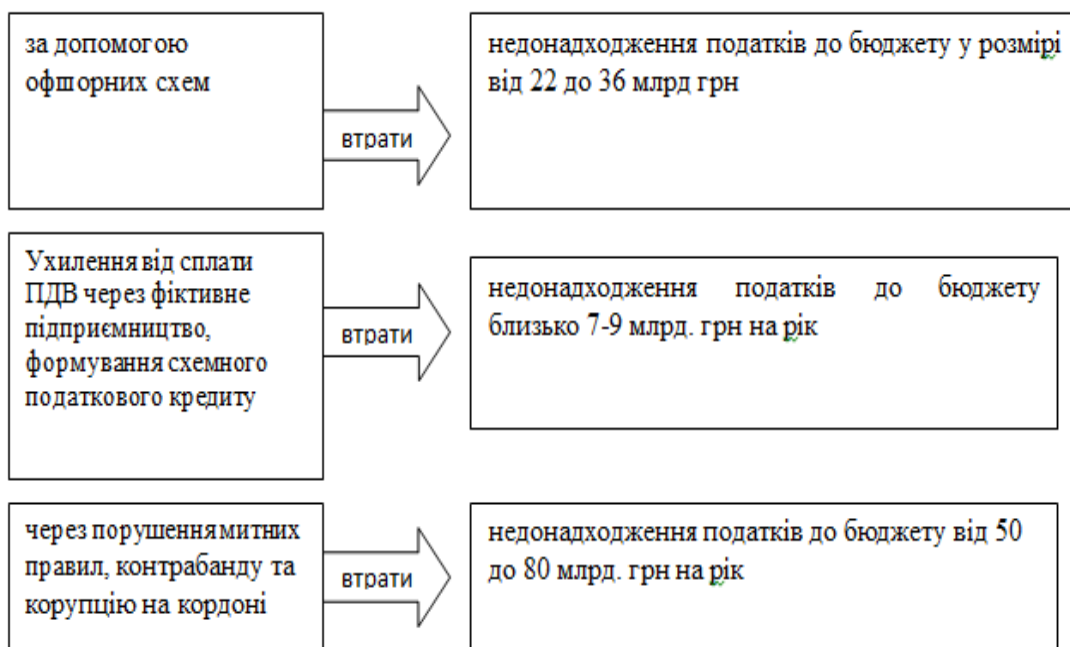 за допомогою
офшорних схем
втрати
недонадходження податків до бюджету у розмірі
від 22 до 36 млрд грн
Ухилення від сплати
ПДВ через фіктивне
підприємництво,
формування схемного
податкового кредиту
втрати
недонадходження податків до бюджету
близько 7-9 млрд. грн на рік
через порушення митних
правил, контрабанду та
корупцію на кордоні
втрати
недонадходження податків до бюджету від 50
до 80 млрд. грн на рік